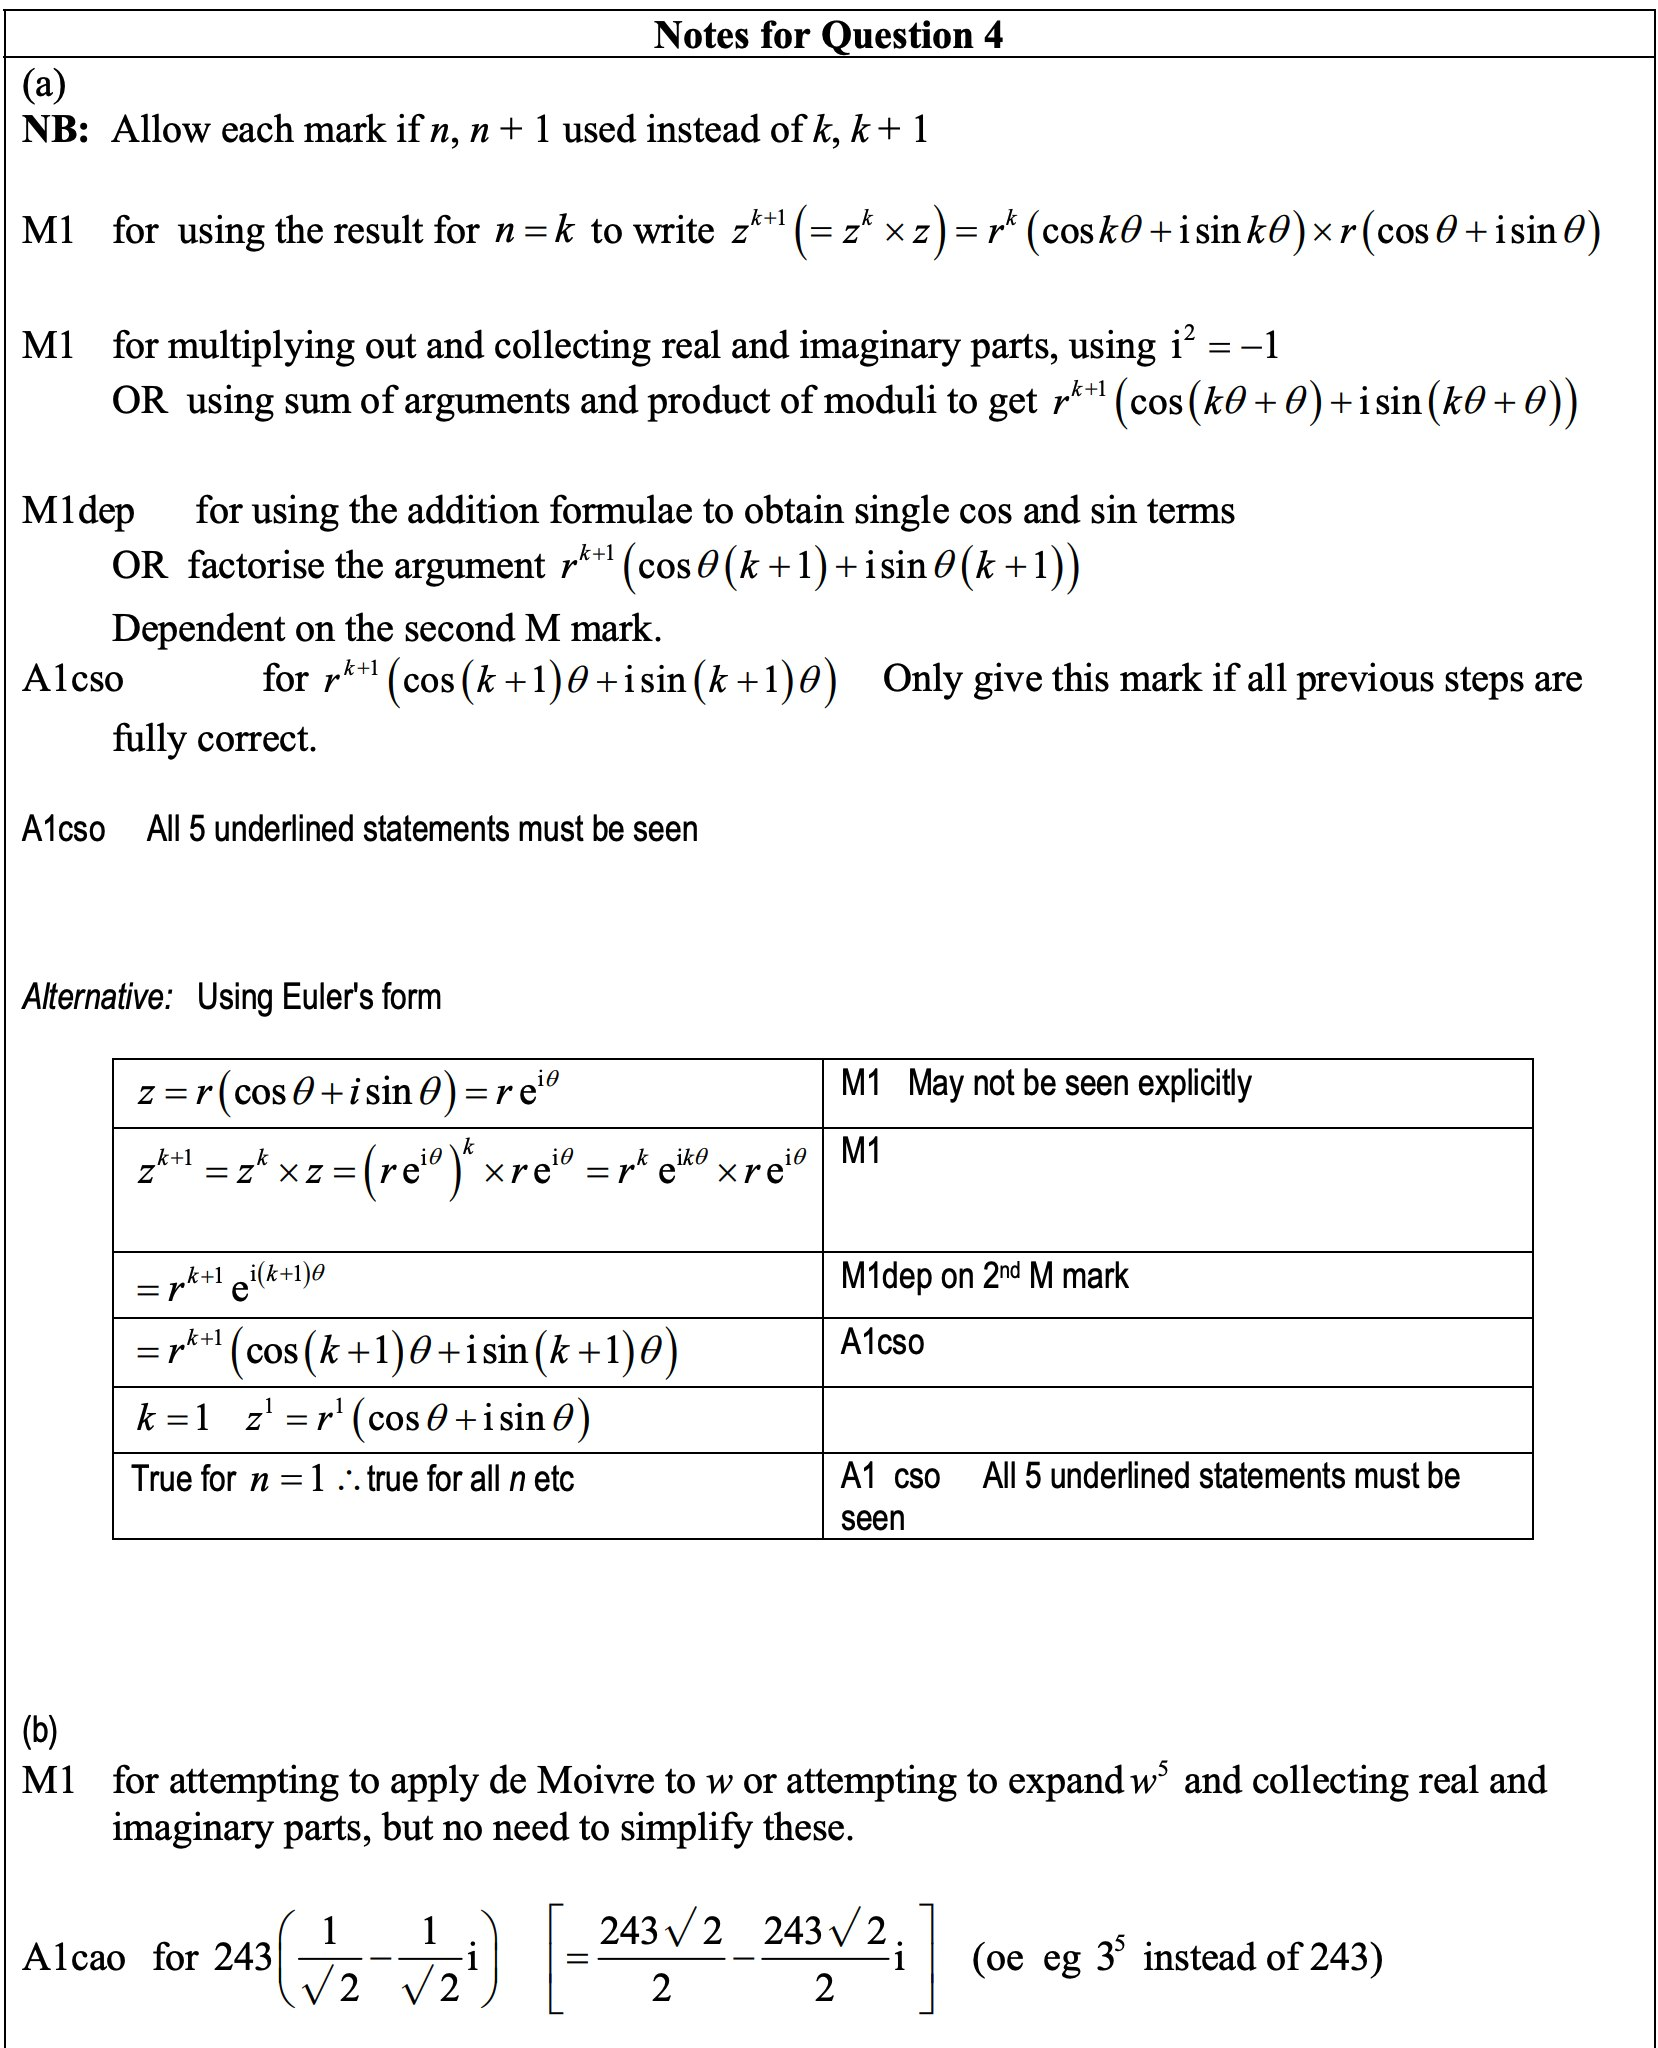 Notes for Question 4
(a)
NB: Allow each mark if n, n + 1 used instead of k, k + 1
M1 for using the result for n = k to write z^{k+1} (= z^k × z) = r^k (cos kθ + i sin kθ) × r (cos θ + i sin θ)
M1 for multiplying out and collecting real and imaginary parts, using i² = −1
OR using sum of arguments and product of moduli to get r^{k+1} (cos (kθ + θ) + i sin (kθ + θ))
M1dep for using the addition formulae to obtain single cos and sin terms
OR factorise the argument r^{k+1} (cos θ (k + 1) + i sin θ (k + 1))
Dependent on the second M mark.
A1cso for r^{k+1} (cos (k + 1) θ + i sin (k + 1) θ) Only give this mark if all previous steps are
fully correct.
A1cso All 5 underlined statements must be seen
Alternative: Using Euler's form
z = r (cos θ + i sin θ) = r e^{iθ} M1 May not be seen explicitly
z^{k+1} = z^k × z = (r e^{iθ})^k × r e^{iθ} = r^k e^{ikθ} × r e^{iθ} M1
= r^{k+1} e^{i(k+1)θ} M1dep on 2nd M mark
= r^{k+1} (cos (k + 1) θ + i sin (k + 1) θ) A1cso
k = 1 z^1 = r^1 (cos θ + i sin θ)
True for n = 1 ∴ true for all n etc A1 cso All 5 underlined statements must be
seen
(b)
M1 for attempting to apply de Moivre to w or attempting to expand w^5 and collecting real and
imaginary parts, but no need to simplify these.
A1cao for 243 (1/√2 − 1/√2 i) [= 243√2/2 − 243√2/2 i] (oe eg 3^5 instead of 243)